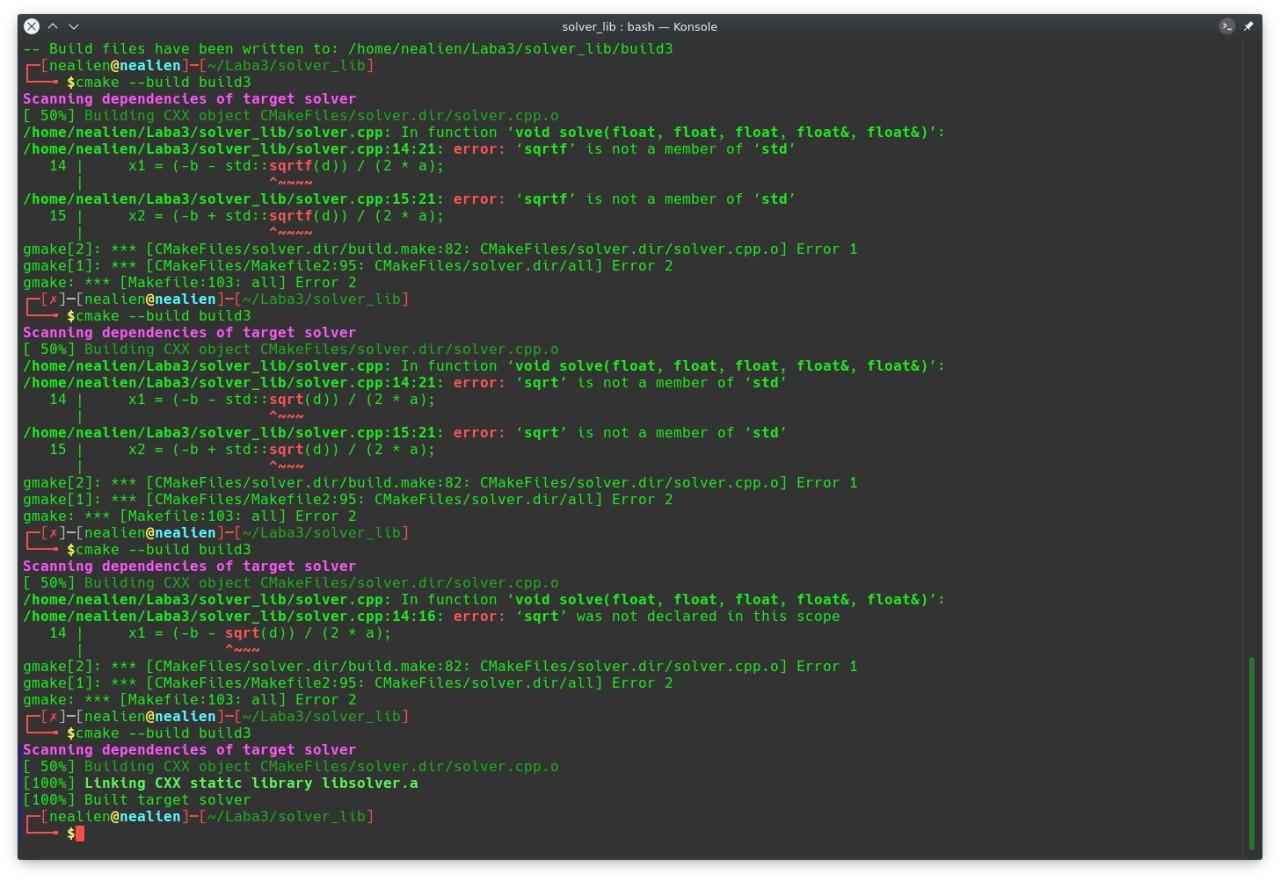 solver_lib : bash — Konsole
-- Build files have been written to: /home/nealien/Laba3/solver_lib/build3
┌─[nealien@nealien]─[~/Laba3/solver_lib]
└──╼ $cmake --build build3
Scanning dependencies of target solver
[ 50%] Building CXX object CMakeFiles/solver.dir/solver.cpp.o
/home/nealien/Laba3/solver_lib/solver.cpp: In function ‘void solve(float, float, float, float&, float&)’:
/home/nealien/Laba3/solver_lib/solver.cpp:14:21: error: ‘sqrtf’ is not a member of ‘std’
   14 |     x1 = (-b - std::sqrtf(d)) / (2 * a);
      |                     ^~~~~
/home/nealien/Laba3/solver_lib/solver.cpp:15:21: error: ‘sqrtf’ is not a member of ‘std’
   15 |     x2 = (-b + std::sqrtf(d)) / (2 * a);
      |                     ^~~~~
gmake[2]: *** [CMakeFiles/solver.dir/build.make:82: CMakeFiles/solver.dir/solver.cpp.o] Error 1
gmake[1]: *** [CMakeFiles/Makefile2:95: CMakeFiles/solver.dir/all] Error 2
gmake: *** [Makefile:103: all] Error 2
┌─[✗]─[nealien@nealien]─[~/Laba3/solver_lib]
└──╼ $cmake --build build3
Scanning dependencies of target solver
[ 50%] Building CXX object CMakeFiles/solver.dir/solver.cpp.o
/home/nealien/Laba3/solver_lib/solver.cpp: In function ‘void solve(float, float, float, float&, float&)’:
/home/nealien/Laba3/solver_lib/solver.cpp:14:21: error: ‘sqrt’ is not a member of ‘std’
   14 |     x1 = (-b - std::sqrt(d)) / (2 * a);
      |                     ^~~~
/home/nealien/Laba3/solver_lib/solver.cpp:15:21: error: ‘sqrt’ is not a member of ‘std’
   15 |     x2 = (-b + std::sqrt(d)) / (2 * a);
      |                     ^~~~
gmake[2]: *** [CMakeFiles/solver.dir/build.make:82: CMakeFiles/solver.dir/solver.cpp.o] Error 1
gmake[1]: *** [CMakeFiles/Makefile2:95: CMakeFiles/solver.dir/all] Error 2
gmake: *** [Makefile:103: all] Error 2
┌─[✗]─[nealien@nealien]─[~/Laba3/solver_lib]
└──╼ $cmake --build build3
Scanning dependencies of target solver
[ 50%] Building CXX object CMakeFiles/solver.dir/solver.cpp.o
/home/nealien/Laba3/solver_lib/solver.cpp: In function ‘void solve(float, float, float, float&, float&)’:
/home/nealien/Laba3/solver_lib/solver.cpp:14:16: error: ‘sqrt’ was not declared in this scope
   14 |     x1 = (-b - sqrt(d)) / (2 * a);
      |                ^~~~
gmake[2]: *** [CMakeFiles/solver.dir/build.make:82: CMakeFiles/solver.dir/solver.cpp.o] Error 1
gmake[1]: *** [CMakeFiles/Makefile2:95: CMakeFiles/solver.dir/all] Error 2
gmake: *** [Makefile:103: all] Error 2
┌─[✗]─[nealien@nealien]─[~/Laba3/solver_lib]
└──╼ $cmake --build build3
Scanning dependencies of target solver
[ 50%] Building CXX object CMakeFiles/solver.dir/solver.cpp.o
[100%] Linking CXX static library libsolver.a
[100%] Built target solver
┌─[nealien@nealien]─[~/Laba3/solver_lib]
└──╼ $